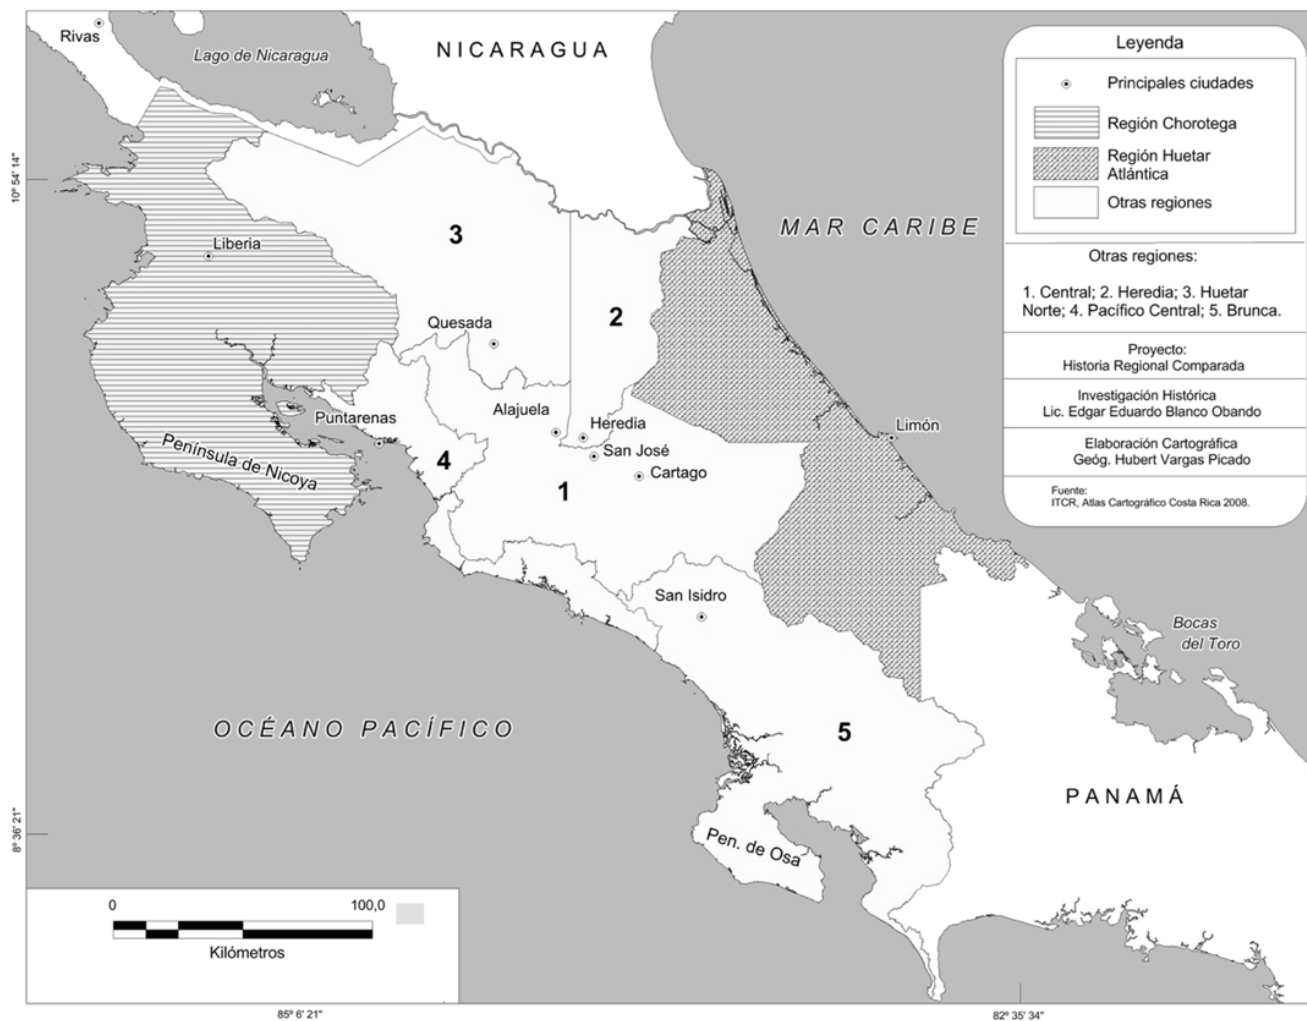 Rivas
Lago de Nicaragua
NICARAGUA
10º 54' 14"
Liberia
3
MAR CARIBE
2
Quesada
Puntarenas
Alajuela
Heredia
San José
Cartago
Limón
Península de Nicoya
4
1
San Isidro
Bocas
del Toro
OCÉANO PACÍFICO
5
PANAMÁ
8º 36' 21"
Pen. de Osa
0
100,0
Kilómetros
85º 6' 21"
82º 35' 34"
Leyenda
Principales ciudades
Región Chorotega
Región Huetar
Atlántica
Otras regiones
Otras regiones:
1. Central; 2. Heredia; 3. Huetar
Norte; 4. Pacífico Central; 5. Brunca.
Proyecto:
Historia Regional Comparada
Investigación Histórica
Lic. Edgar Eduardo Blanco Obando
Elaboración Cartográfica
Geóg. Hubert Vargas Picado
Fuente:
ITCR, Atlas Cartográfico Costa Rica 2008.